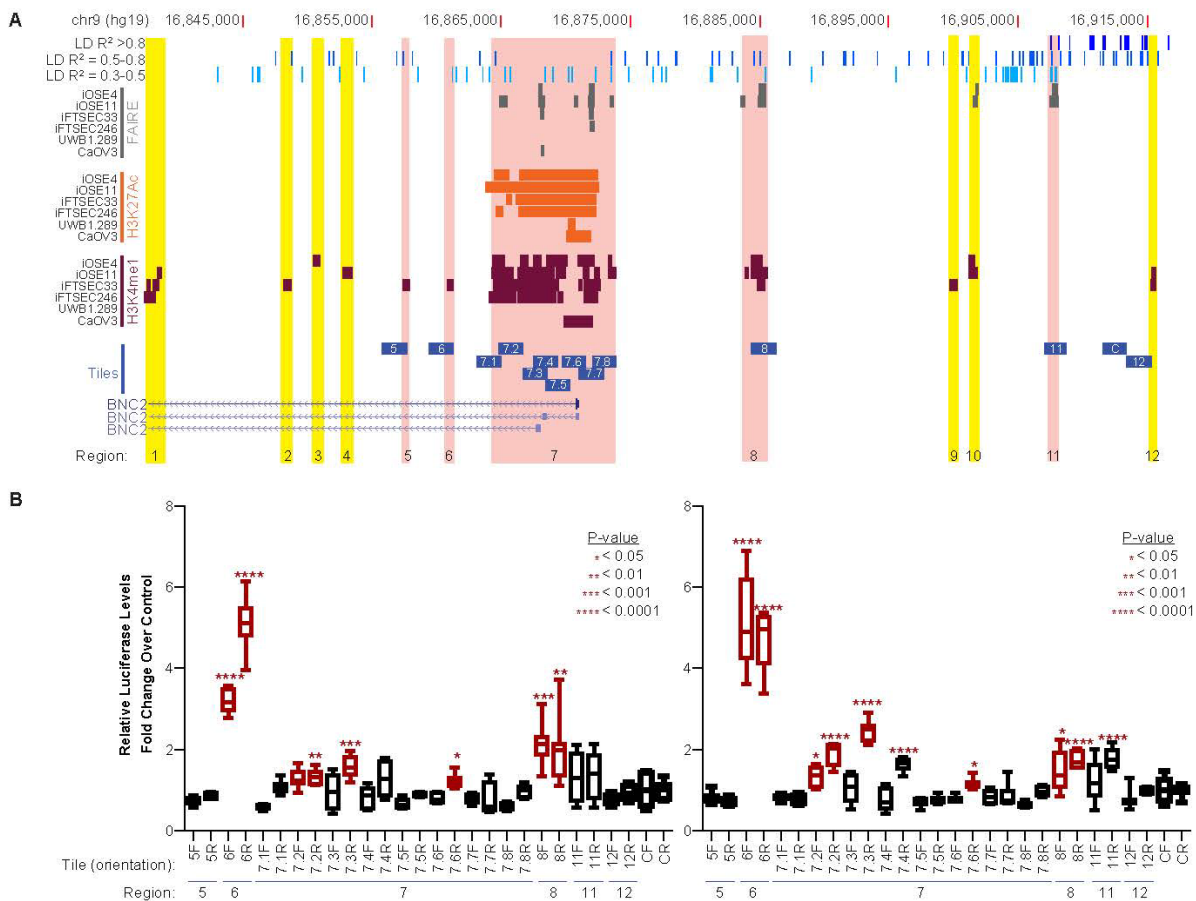 A
chr9 (hg19) 16,845,000 16,855,000 16,865,000 16,875,000 16,885,000 16,895,000 16,905,000 16,915,000
LD R² >0.8
LD R² = 0.5-0.8
LD R² = 0.3-0.5
iOSE4
iOSE11
iFTSEC33
iFTSEC246
UWB1.289
CaOV3
FAIRE
iOSE4
iOSE11
iFTSEC33
iFTSEC246
UWB1.289
CaOV3
H3K27Ac
iOSE4
iOSE11
iFTSEC33
iFTSEC246
UWB1.289
CaOV3
H3K4me1
Tiles
5 6 7.1 7.2 7.3 7.4 7.5 7.6 7.7 7.8 8 11 C 12
BNC2
BNC2
BNC2
Region: 1 2 3 4 5 6 7 8 9 10 11 12
B
Relative Luciferase Levels
Fold Change Over Control
8
6
4
2
0
P-value
* < 0.05
** < 0.01
*** < 0.001
**** < 0.0001
**** **** ** *** * *** **
Tile (orientation): 5F 5R 6F 6R 7.1F 7.1R 7.2F 7.2R 7.3F 7.3R 7.4F 7.4R 7.5F 7.5R 7.6F 7.6R 7.7F 7.7R 7.8F 7.8R 8F 8R 11F 11R 12F 12R CF CR
Region: 5 6 7 8 11 12
8
6
4
2
0
P-value
* < 0.05
** < 0.01
*** < 0.001
**** < 0.0001
**** **** * **** **** **** * * **** ****
5F 5R 6F 6R 7.1F 7.1R 7.2F 7.2R 7.3F 7.3R 7.4F 7.4R 7.5F 7.5R 7.6F 7.6R 7.7F 7.7R 7.8F 7.8R 8F 8R 11F 11R 12F 12R CF CR
5 6 7 8 11 12